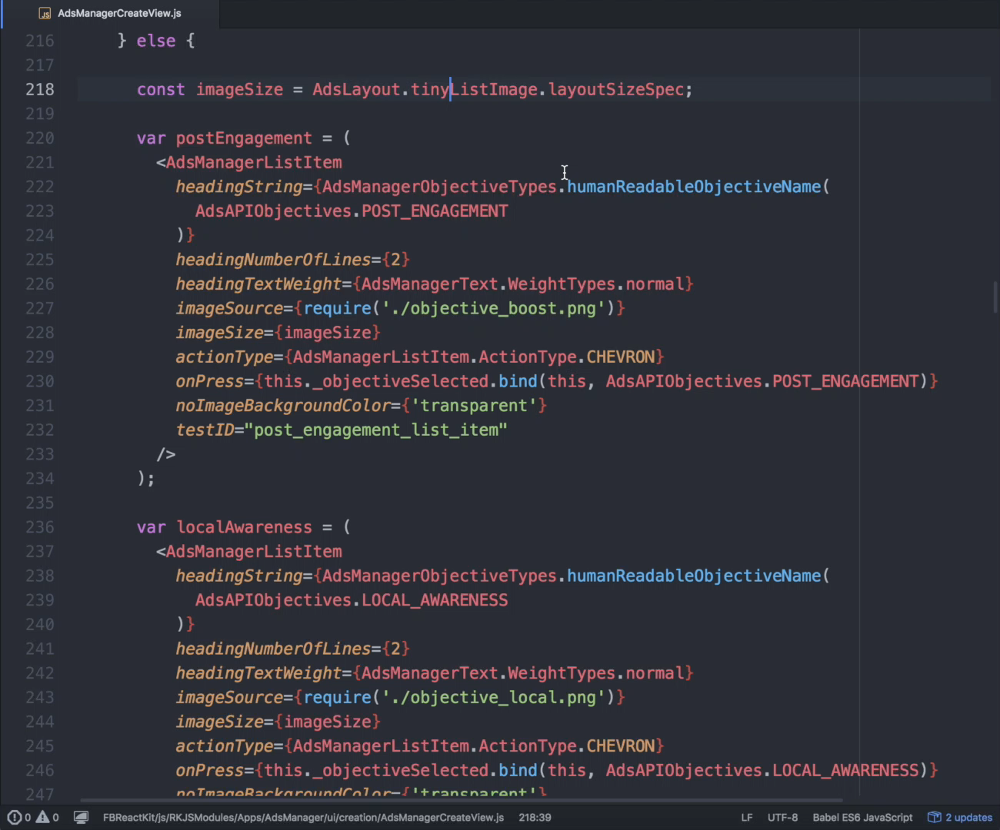 JS AdsManagerCreateView.js
216 } else {
217
218 const imageSize = AdsLayout.tinyListImage.layoutSizeSpec;
219
220 var postEngagement = (
221 <AdsManagerListItem
222 headingString={AdsManagerObjectiveTypes.humanReadableObjectiveName(
223 AdsAPIObjectives.POST_ENGAGEMENT
224 )}
225 headingNumberOfLines={2}
226 headingTextWeight={AdsManagerText.WeightTypes.normal}
227 imageSource={require('./objective_boost.png')}
228 imageSize={imageSize}
229 actionType={AdsManagerListItem.ActionType.CHEVRON}
230 onPress={this._objectiveSelected.bind(this, AdsAPIObjectives.POST_ENGAGEMENT)}
231 noImageBackgroundColor={'transparent'}
232 testID="post_engagement_list_item"
233 />
234 );
235
236 var localAwareness = (
237 <AdsManagerListItem
238 headingString={AdsManagerObjectiveTypes.humanReadableObjectiveName(
239 AdsAPIObjectives.LOCAL_AWARENESS
240 )}
241 headingNumberOfLines={2}
242 headingTextWeight={AdsManagerText.WeightTypes.normal}
243 imageSource={require('./objective_local.png')}
244 imageSize={imageSize}
245 actionType={AdsManagerListItem.ActionType.CHEVRON}
246 onPress={this._objectiveSelected.bind(this, AdsAPIObjectives.LOCAL_AWARENESS)}
247 noImageBackgroundColor={'transparent'}
0 0 FBReactKit/js/RKJSModules/Apps/AdsManager/ui/creation/AdsManagerCreateView.js 218:39 LF UTF-8 Babel ES6 JavaScript 2 updates